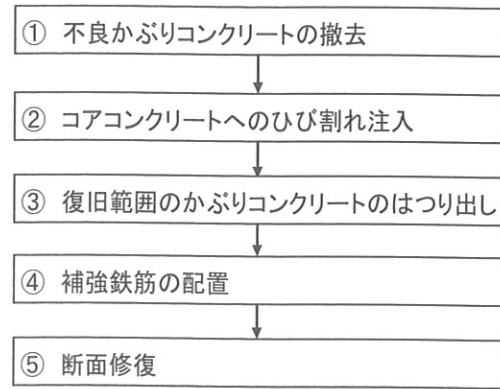 ① 不良かぶりコンクリートの撤去
② コアコンクリートへのひび割れ注入
③ 復旧範囲のかぶりコンクリートのはつり出し
④ 補強鉄筋の配置
⑤ 断面修復